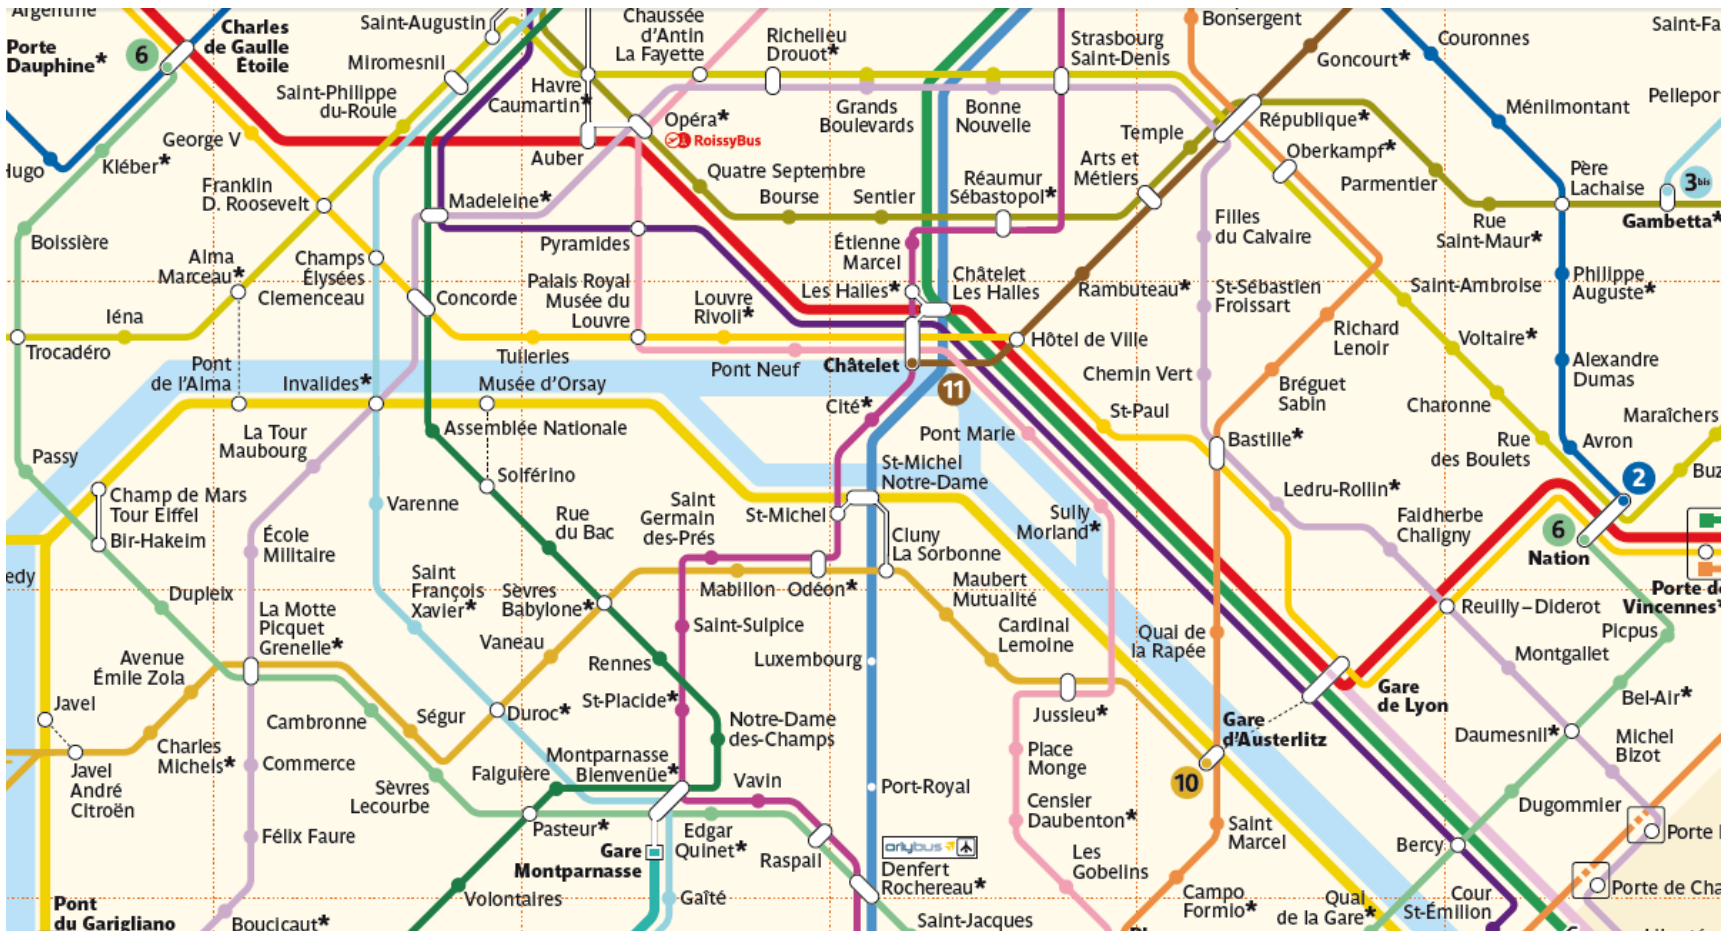 Argentine
Porte
Dauphine*
6
Charles
de Gaulle
Étoile
Saint-Augustin
Miromesnil
Saint-Philippe
du-Roule
George V
Kléber*
Hugo
Franklin
D. Roosevelt
Boissière
Alma
Marceau*
Champs
Élysées
Clemenceau
Iéna
Trocadéro
Pont
de l'Alma
Invalides*
La Tour
Maubourg
Passy
Champ de Mars
Tour Eiffel
Bir-Hakeim
Chaussée
d'Antin
La Fayette
Richelieu
Drouot*
Havre
Caumartin*
Auber
Opéra*
RoissyBus
Grands
Boulevards
Bonne
Nouvelle
Strasbourg
Saint-Denis
Quatre Septembre
Bourse
Sentier
Réaumur
Sébastopol*
Arts et
Métiers
Temple
Madeleine*
Pyramides
Étienne
Marcel
Les Halles*
Châtelet
Les Halles
Palais Royal
Musée du
Louvre
Louvre
Rivoli*
Concorde
Tuileries
Musée d'Orsay
Pont Neuf
Châtelet
11
Hôtel de Ville
Rambuteau*
Bonsergent
Goncourt*
République*
Oberkampf*
Parmentier
Couronnes
Ménilmontant
Père
Lachaise
Saint-Fa
Pellepor
3bis
Gambetta*
Rue
Saint-Maur*
Filles
du Calvaire
St-Sébastien
Froissart
Saint-Ambroise
Philippe
Auguste*
Richard
Lenoir
Voltaire*
Alexandre
Dumas
Chemin Vert
Bréguet
Sabin
Charonne
Maraîchers
St-Paul
Bastille*
Rue
des Boulets
Avron
Buz
2
Ledru-Rollin*
Faidherbe
Chaligny
6
Nation
Porte de
Vincennes*
Cité*
Pont Marie
Assemblée Nationale
Solférino
Varenne
St-Michel
Notre-Dame
St-Michel
Saint
Germain
des-Prés
Cluny
La Sorbonne
Sully
Morland*
Rue
du Bac
École
Militaire
edy
Dupleix
La Motte
Picquet
Grenelle*
Saint
François
Xavier*
Sèvres
Babylone*
Mabillon
Odéon*
Maubert
Mutualité
Cardinal
Lemoine
Quai de
la Rapée
Reuilly – Diderot
Picpus
Montgallet
Vaneau
Saint-Sulpice
Luxembourg
Rennes
St-Placide*
Avenue
Émile Zola
Javel
Charles
Michels*
Javel
André
Citroën
Cambronne
Ségur
Duroc*
Notre-Dame
des-Champs
Jussieu*
Gare
de Lyon
Gare
d'Austerlitz
10
Bel-Air*
Daumesnil*
Michel
Bizot
Commerce
Sèvres
Lecourbe
Falguière
Montparnasse
Bienvenüe*
Vavin
Port-Royal
Place
Monge
Censier
Daubenton*
Dugommier
Félix Faure
Pasteur*
Gare
Montparnasse
Edgar
Quinet*
Raspail
orlybus
Denfert
Rochereau*
Les
Gobelins
Saint
Marcel
Bercy
Porte
Porte de Cha
Campo
Formio*
Quai
de la Gare*
Cour
St-Émilion
Volontaires
Gaîté
Saint-Jacques
Pont
du Garigliano
Boucicaut*